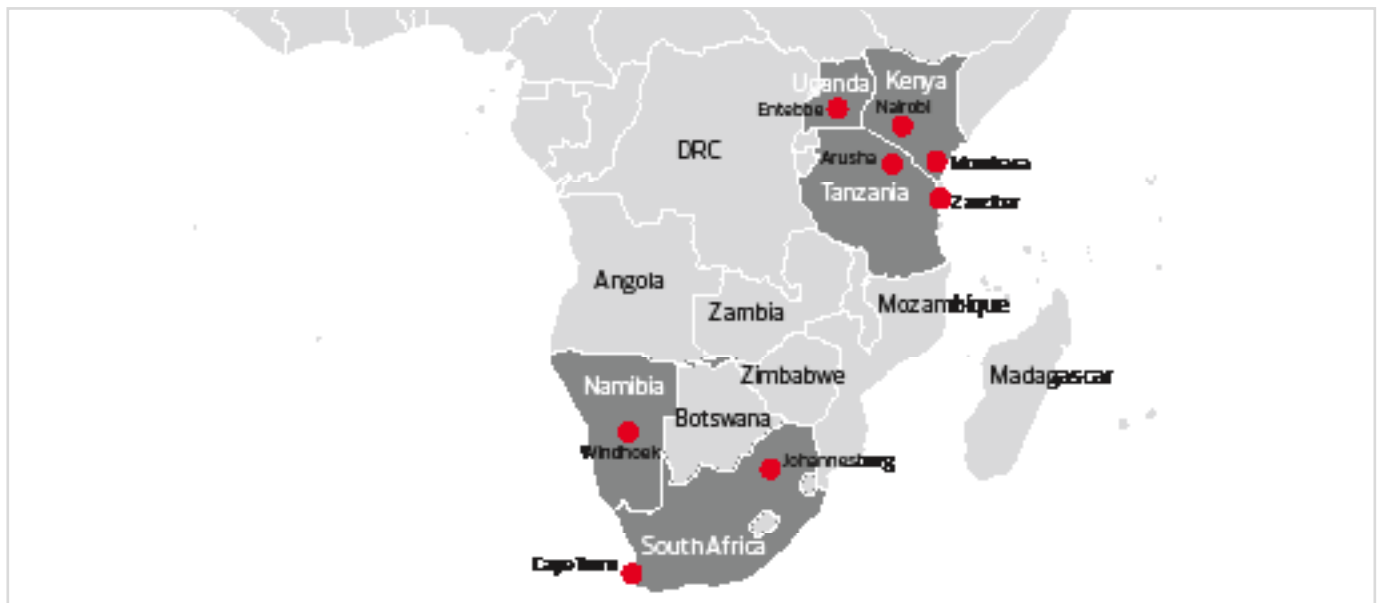 Uganda
Kenya
Entebbe
Nairobi
DRC
Arusha
Mombasa
Tanzania
Zanzibar
Angola
Zambia
Mozambique
Namibia
Zimbabwe
Madagascar
Botswana
Windhoek
Johannesburg
South Africa
Cape Town